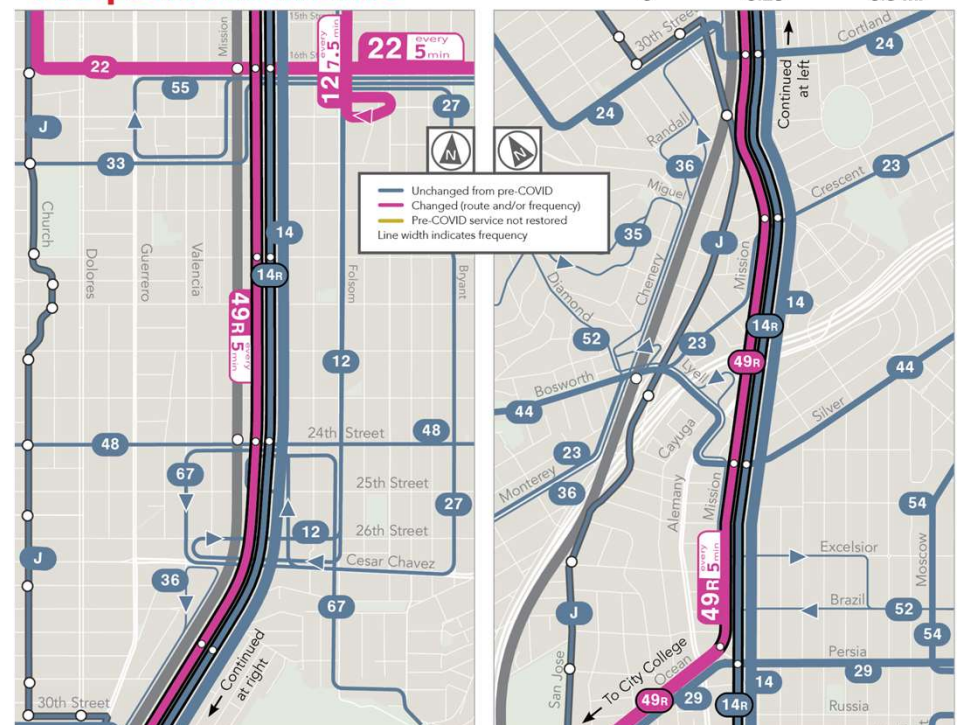 15th St
Mission
16th St
12 7.5 every min
22 every 5 min
22
55
27
J
33
Church
Dolores
Guerrero
Valencia
14
14R
Folsom
Bryant
49R every 5 min
12
48
24th Street
48
67
25th Street
27
12
26th Street
Cesar Chavez
36
67
J
Continued
at right
30th Street
N
N
Unchanged from pre-COVID
Changed (route and/or frequency)
Pre-COVID service not restored
Line width indicates frequency
30th Street
Cortland
24
Continued
at left
24
Randall
36
23
Crescent
Miguel
35
J
Mission
Chenery
Diamond
14
52
23
14R
49R
Lyell
44
Bosworth
44
Silver
Cayuga
23
Monterey
36
Alemany
Mission
54
49R every 5 min
Excelsior
Moscow
Brazil
52
J
54
Persia
San Jose
To City College
Ocean
29
14
49R
29
14R
Russia